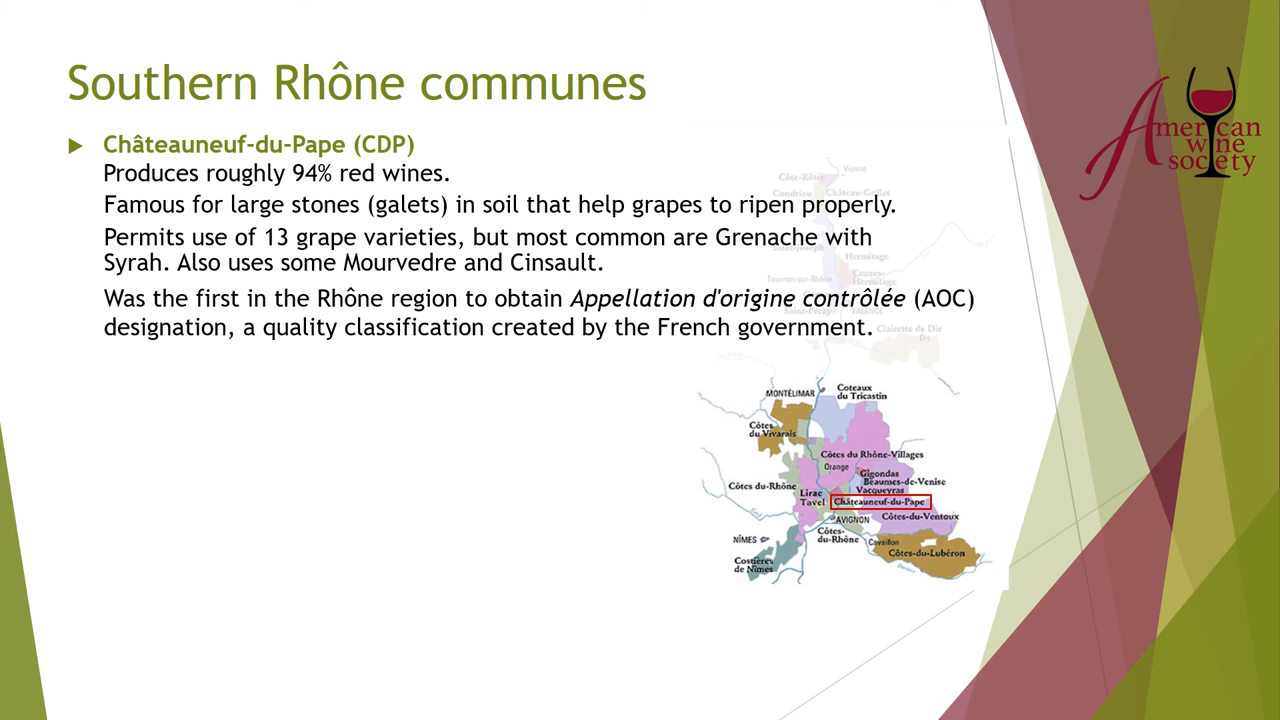 Southern Rhône communes
Châteauneuf-du-Pape (CDP)
Produces roughly 94% red wines.
Famous for large stones (galets) in soil that help grapes to ripen properly.
Permits use of 13 grape varieties, but most common are Grenache with
Syrah. Also uses some Mourvedre and Cinsault.
Was the first in the Rhône region to obtain Appellation d'origine contrôlée (AOC)
designation, a quality classification created by the French government.
American
wine
society
Vienne
Côte-Rôtie
Condrieu
Château-Grillet
Saint-Joseph
Hermitage
Tournon-sur-Rhône
Crozes-
Hermitage
Saint-Péray
VALENCE
Clairette de Die
Die
MONTÉLIMAR
Coteaux
du Tricastin
Côtes
du Vivarais
Côtes du Rhône-Villages
Orange
Gigondas
Beaumes-de-Venise
Vacqueyras
Côtes du-Rhône
Lirac
Tavel
Châteauneuf-du-Pape
AVIGNON
Côtes-du-Ventoux
Côtes-
du-Rhône
NÎMES
Cavaillon
Côtes-du-Lubéron
Costières
de Nîmes